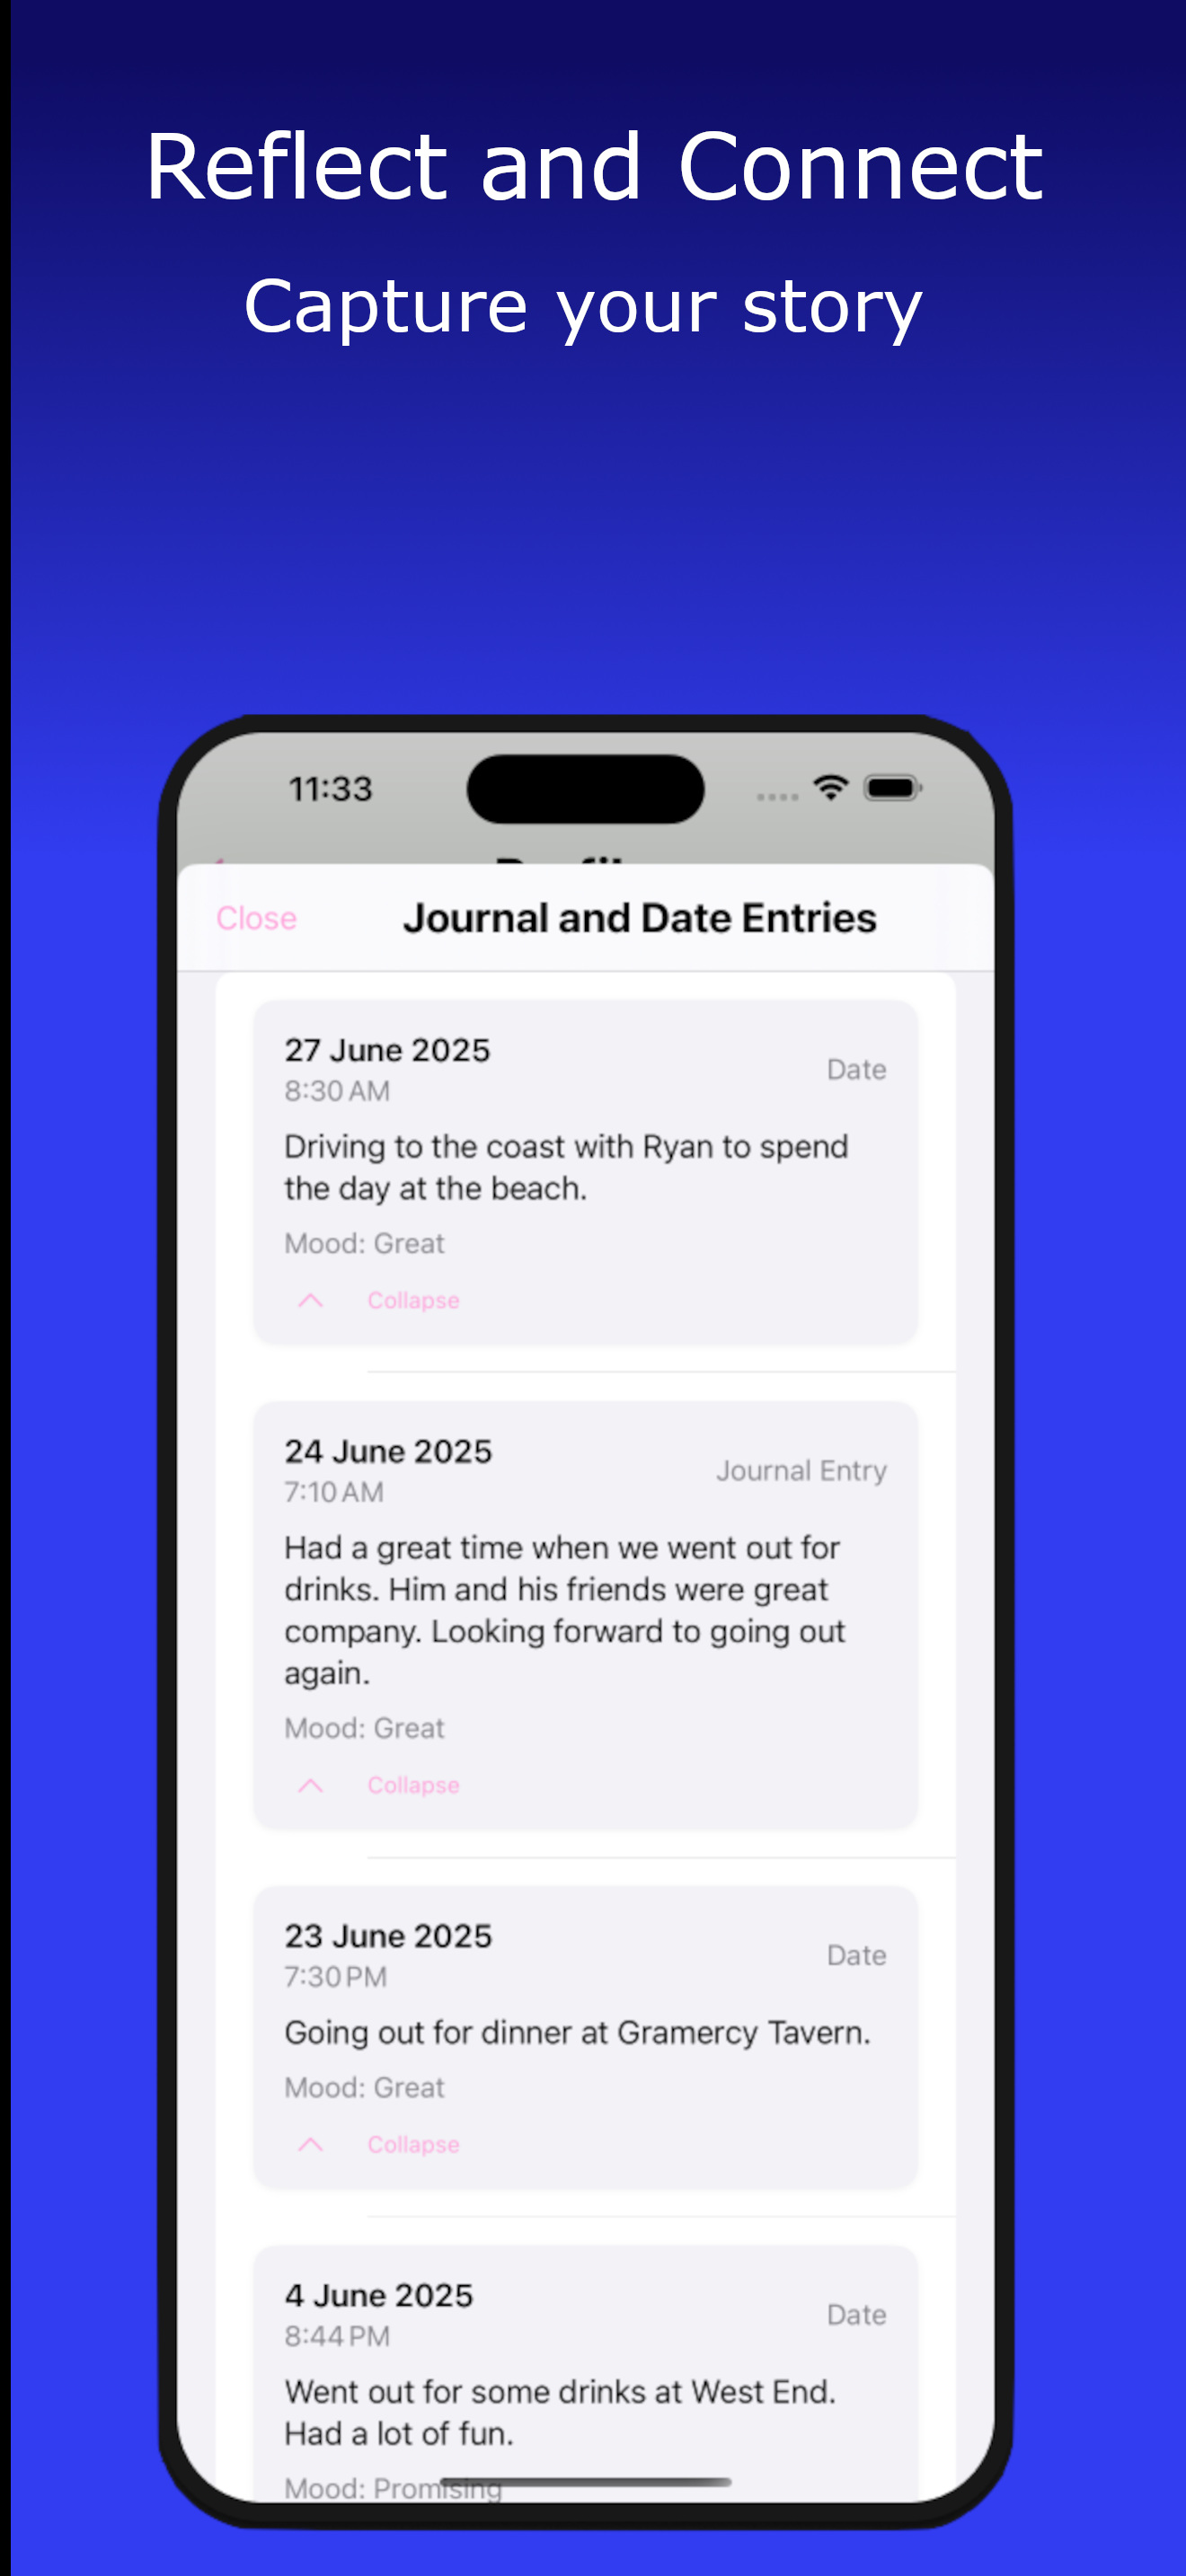 Reflect and Connect
Capture your story
11:33
Close
Journal and Date Entries
27 June 2025
Date
8:30 AM
Driving to the coast with Ryan to spend
the day at the beach.
Mood: Great
Collapse
24 June 2025
Journal Entry
7:10 AM
Had a great time when we went out for
drinks. Him and his friends were great
company. Looking forward to going out
again.
Mood: Great
Collapse
23 June 2025
Date
7:30 PM
Going out for dinner at Gramercy Tavern.
Mood: Great
Collapse
4 June 2025
Date
8:44 PM
Went out for some drinks at West End.
Had a lot of fun.
Mood: Promising